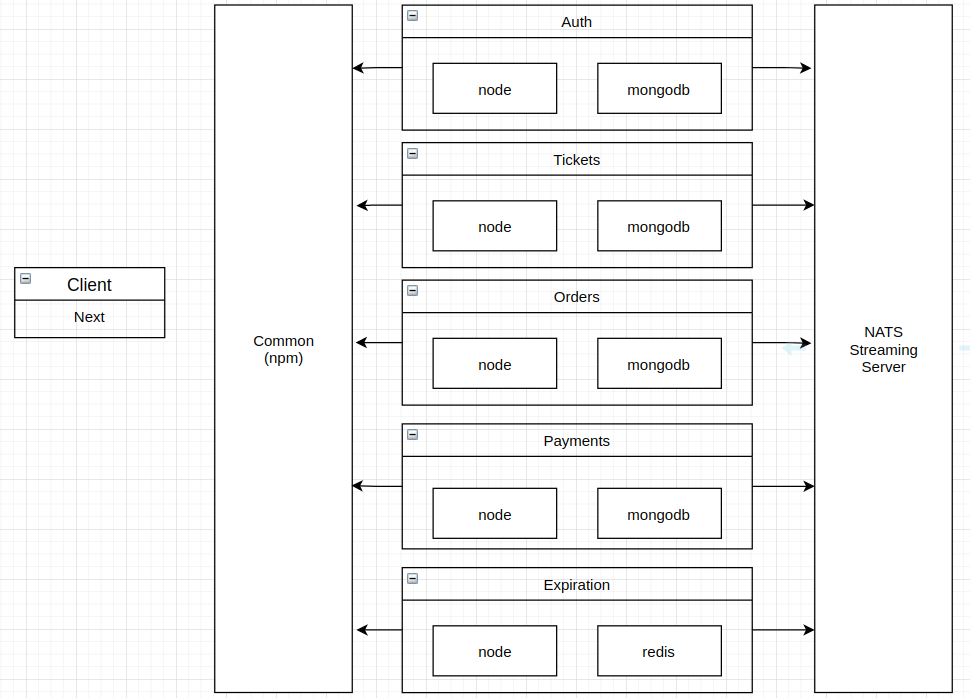 Client
Next
Common
(npm)
Auth
node
mongodb
Tickets
node
mongodb
Orders
node
mongodb
Payments
node
mongodb
Expiration
node
redis
NATS
Streaming
Server